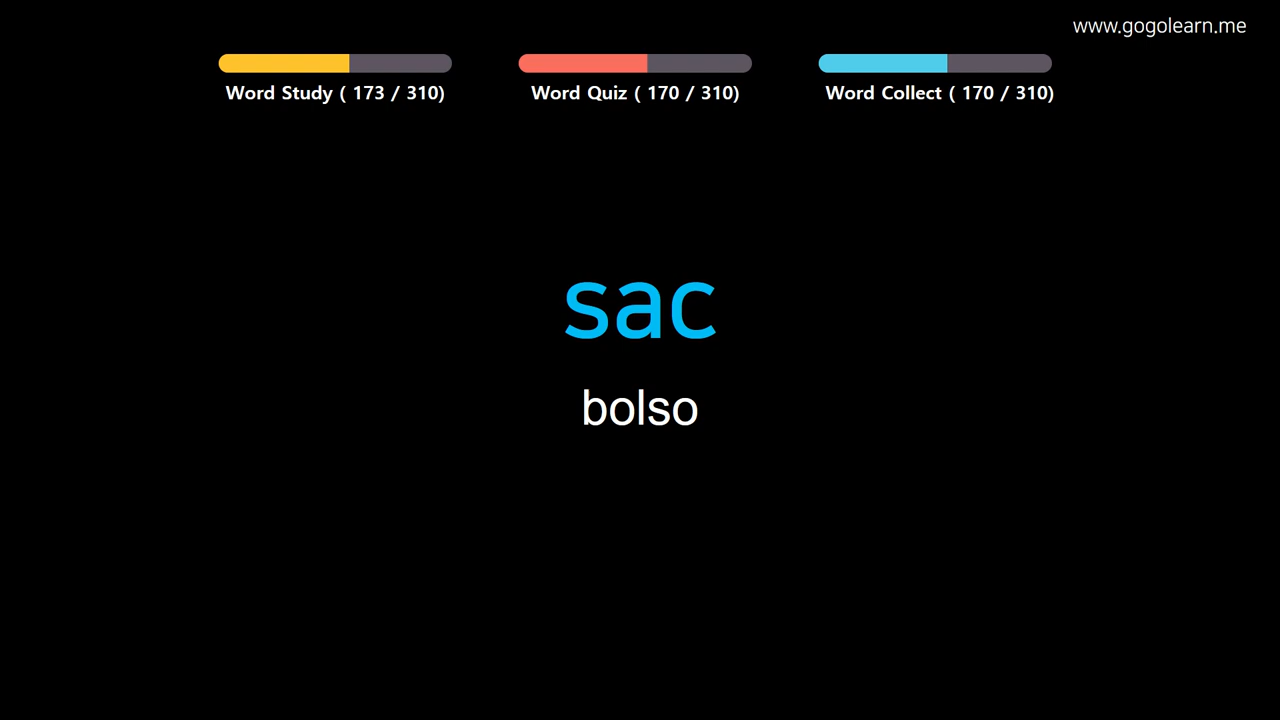 www.gogolearn.me
Word Study ( 173 / 310)
Word Quiz ( 170 / 310)
Word Collect ( 170 / 310)
sac
bolso